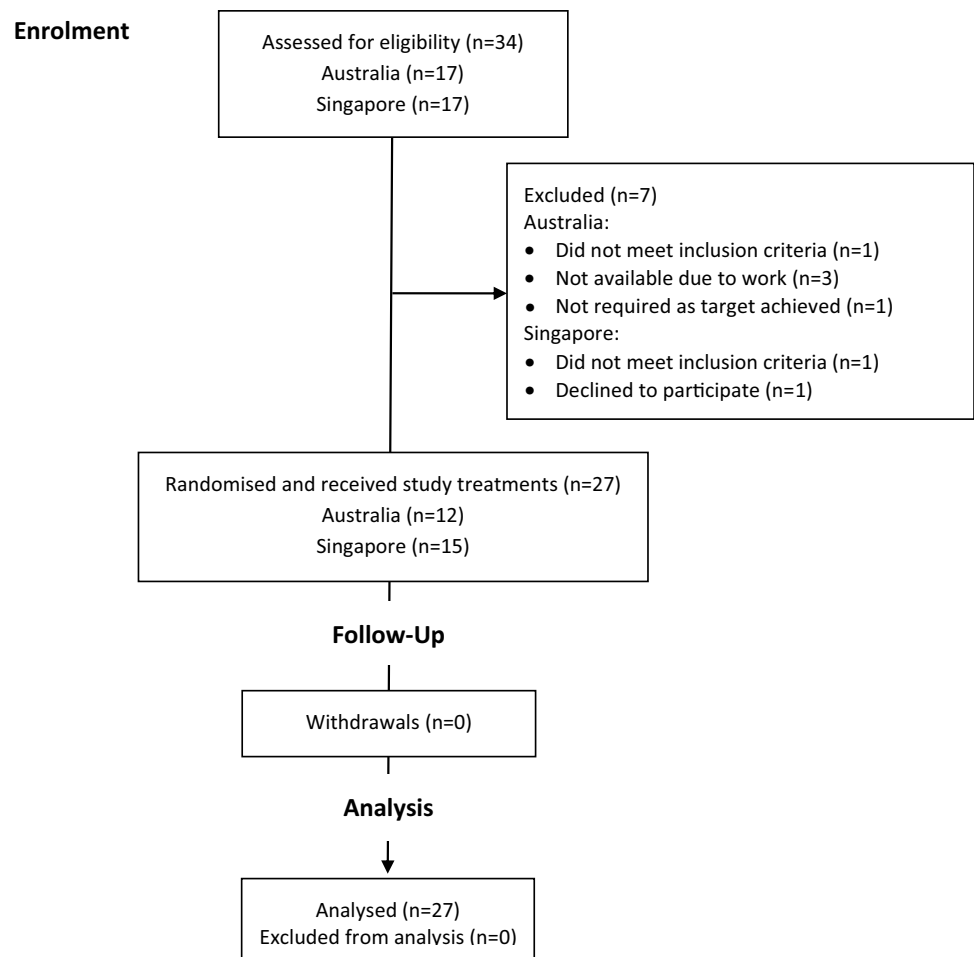 Enrolment
Assessed for eligibility (n=34)
Australia (n=17)
Singapore (n=17)
Excluded (n=7)
Australia:
• Did not meet inclusion criteria (n=1)
• Not available due to work (n=3)
• Not required as target achieved (n=1)
Singapore:
• Did not meet inclusion criteria (n=1)
• Declined to participate (n=1)
Randomised and received study treatments (n=27)
Australia (n=12)
Singapore (n=15)
Follow-Up
Withdrawals (n=0)
Analysis
Analysed (n=27)
Excluded from analysis (n=0)